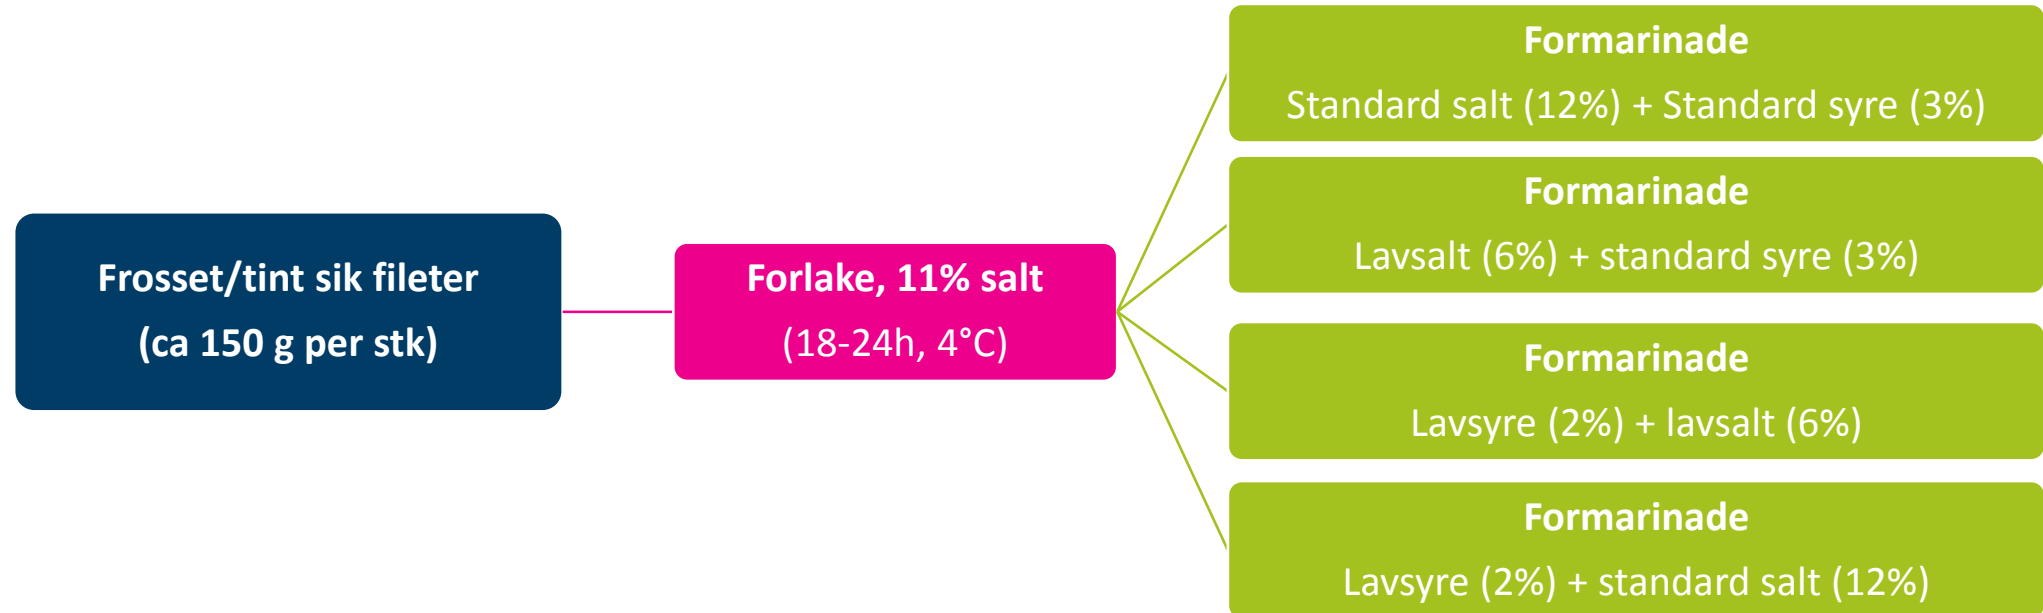 Frosset/tint sik fileter
(ca 150 g per stk)
Forlake, 11% salt
(18-24h, 4°C)
Formarinade
Standard salt (12%) + Standard syre (3%)
Formarinade
Lavsalt (6%) + standard syre (3%)
Formarinade
Lavsyre (2%) + lavsalt (6%)
Formarinade
Lavsyre (2%) + standard salt (12%)